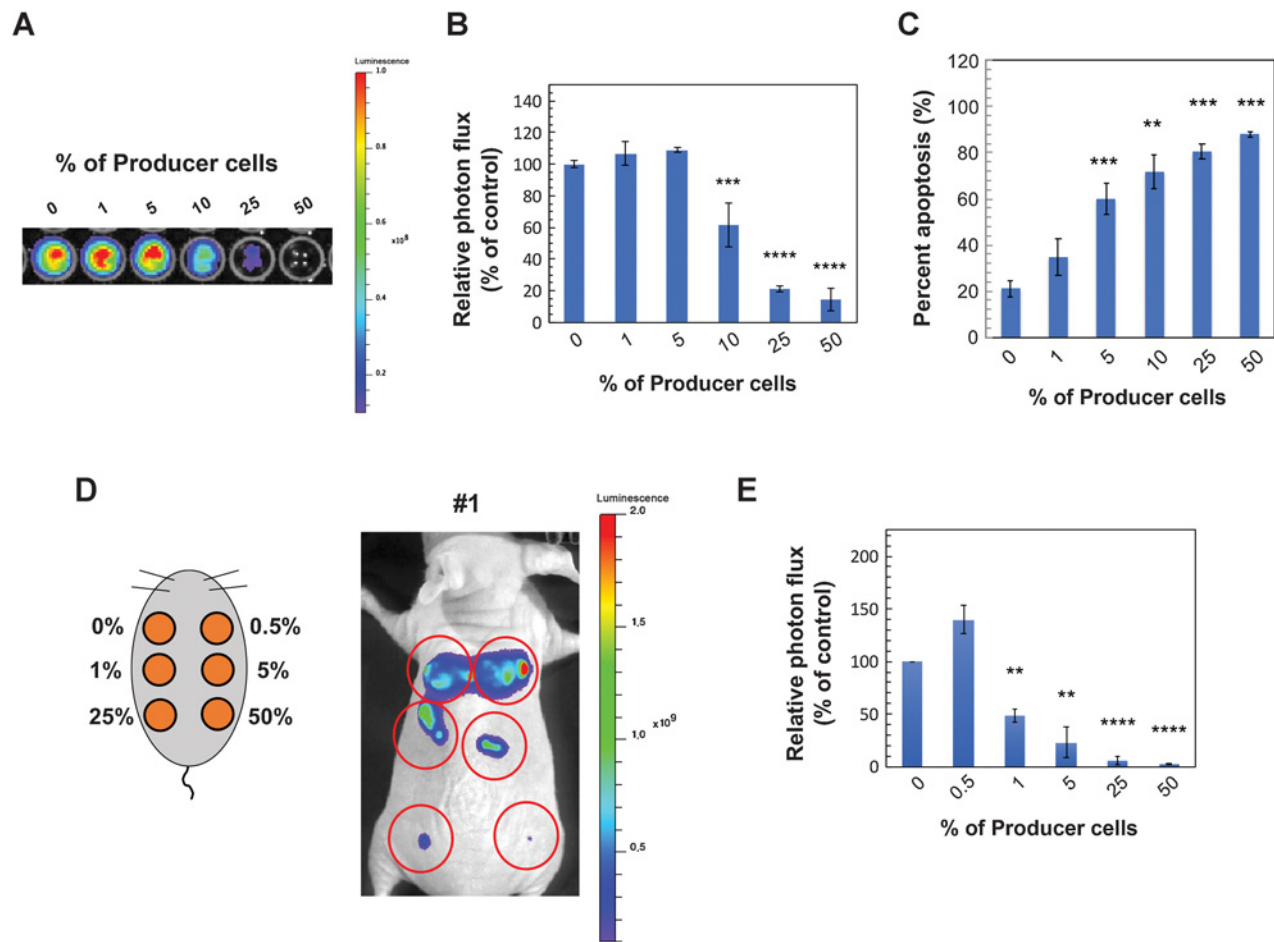 A
% of Producer cells
0 1 5 10 25 50
Luminescence
1.0
0.8
0.6
x10⁸
0.4
0.2
B
Relative photon flux
(% of control)
140
120
100
80
60
40
20
0
***
****
****
0 1 5 10 25 50
% of Producer cells
C
Percent apoptosis (%)
120
100
80
60
40
20
0
***
**
***
***
0 1 5 10 25 50
% of Producer cells
D
0% 0.5%
1% 5%
25% 50%
#1
Luminescence
2.0
1,5
x10⁹
1,0
0,5
E
Relative photon flux
(% of control)
200
150
100
50
0
**
**
****
****
0 0.5 1 5 25 50
% of Producer cells